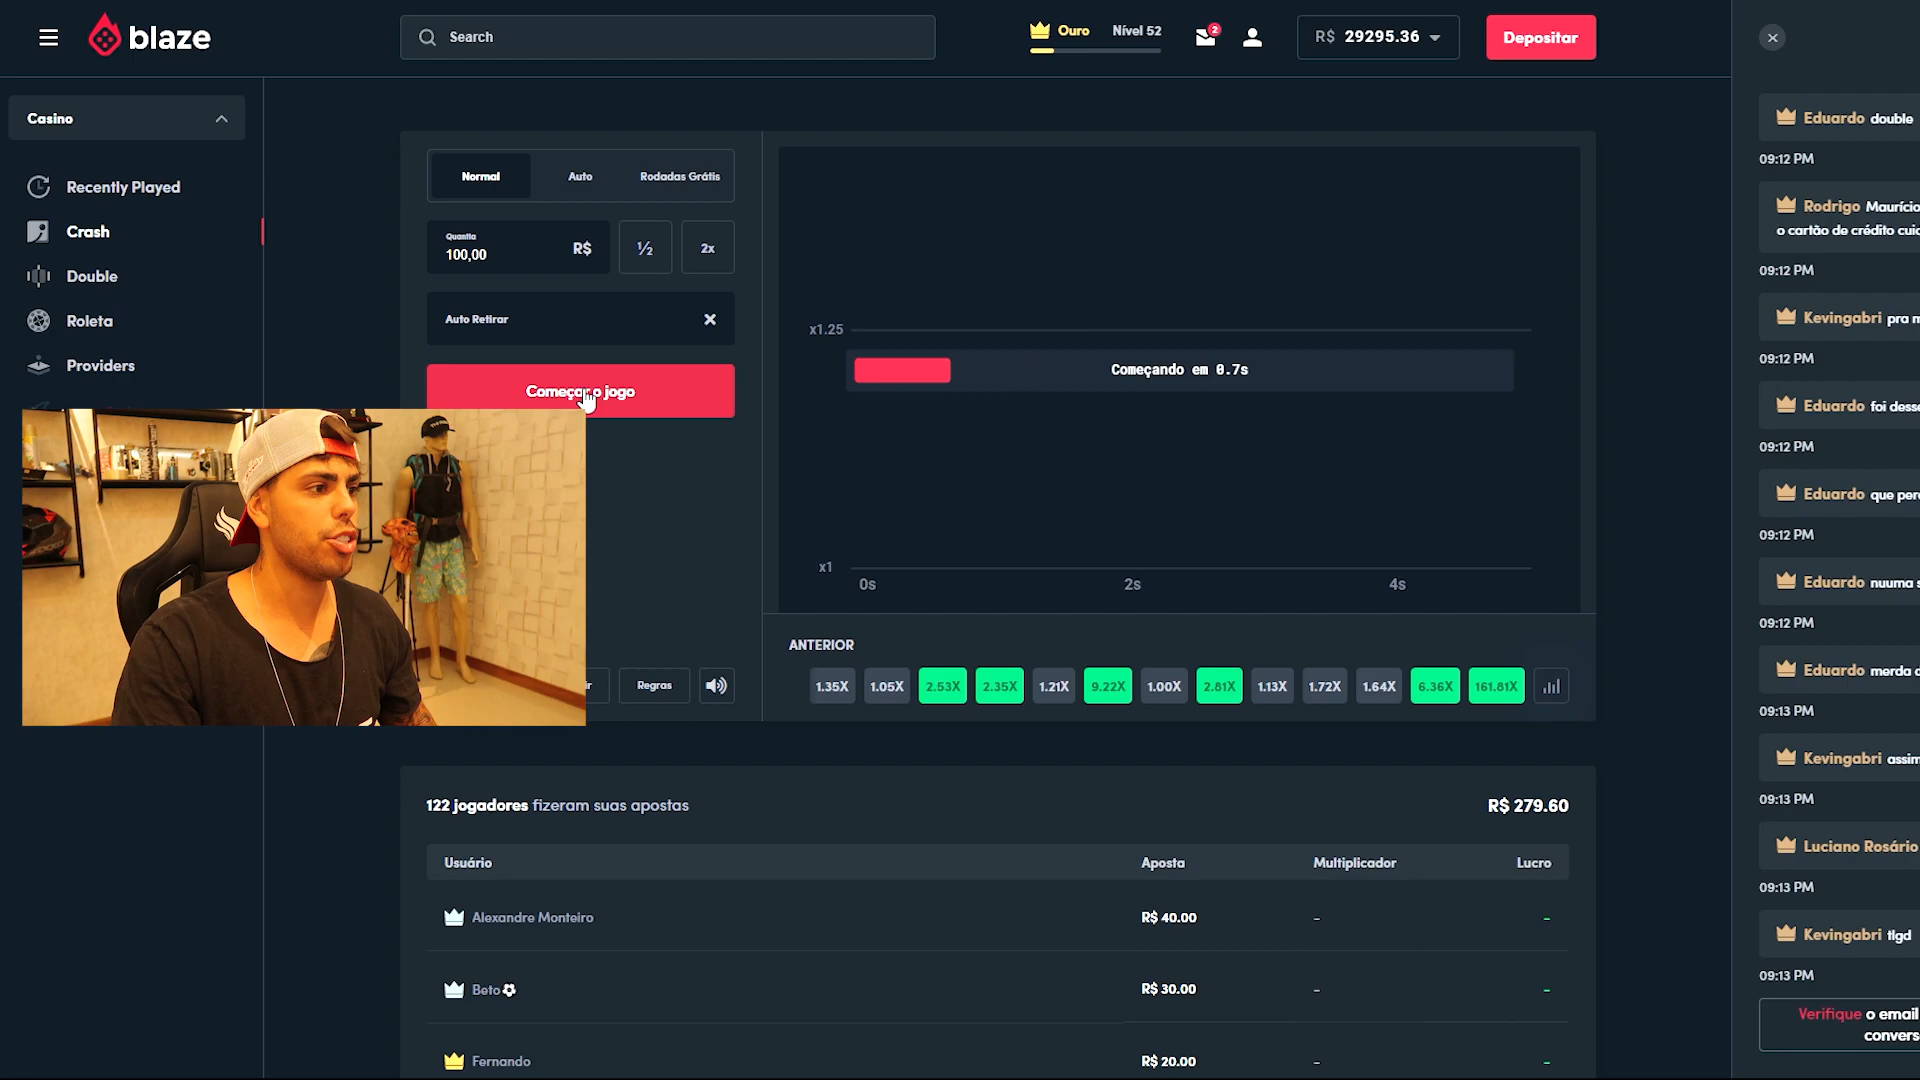 blaze
Search
Ouro
Nível 52
2
R$ 29295.36
Depositar
Casino
Recently Played
Crash
Double
Roleta
Providers
Normal
Auto
Rodadas Grátis
Quantia
100,00
R$
½
2x
Auto Retirar
Começar o jogo
x1.25
Começando em 0.7s
x1
0s
2s
4s
Regras
ANTERIOR
1.35X
1.05X
2.53X
2.35X
1.21X
9.22X
1.00X
2.81X
1.13X
1.72X
1.64X
6.36X
161.81X
122 jogadores fizeram suas apostas
R$ 279.60
Usuário
Aposta
Multiplicador
Lucro
Alexandre Monteiro
R$ 40.00
-
-
Beto
R$ 30.00
-
-
Fernando
R$ 20.00
-
-
Eduardo double
09:12 PM
Rodrigo Maurício
o cartão de crédito
09:12 PM
Kevingabri pra
09:12 PM
Eduardo foi
09:12 PM
Eduardo que
09:12 PM
Eduardo nuuma
09:12 PM
Eduardo merda
09:13 PM
Kevingabri assim
09:13 PM
Luciano Rosário
09:13 PM
Kevingabri tlgd
09:13 PM
Verifique o email